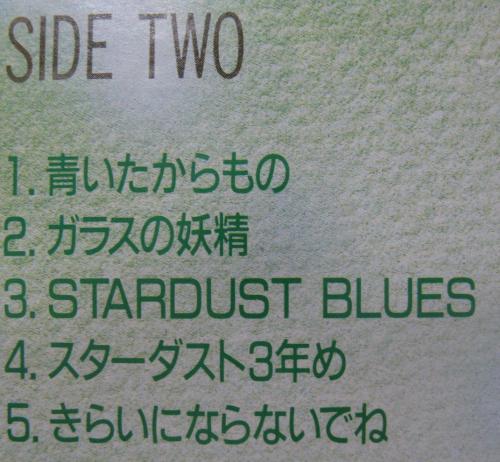 SIDE TWO
1. 青いたからもの
2. ガラスの妖精
3. STARDUST BLUES
4. スターダスト3年め
5. きらいにならないでね